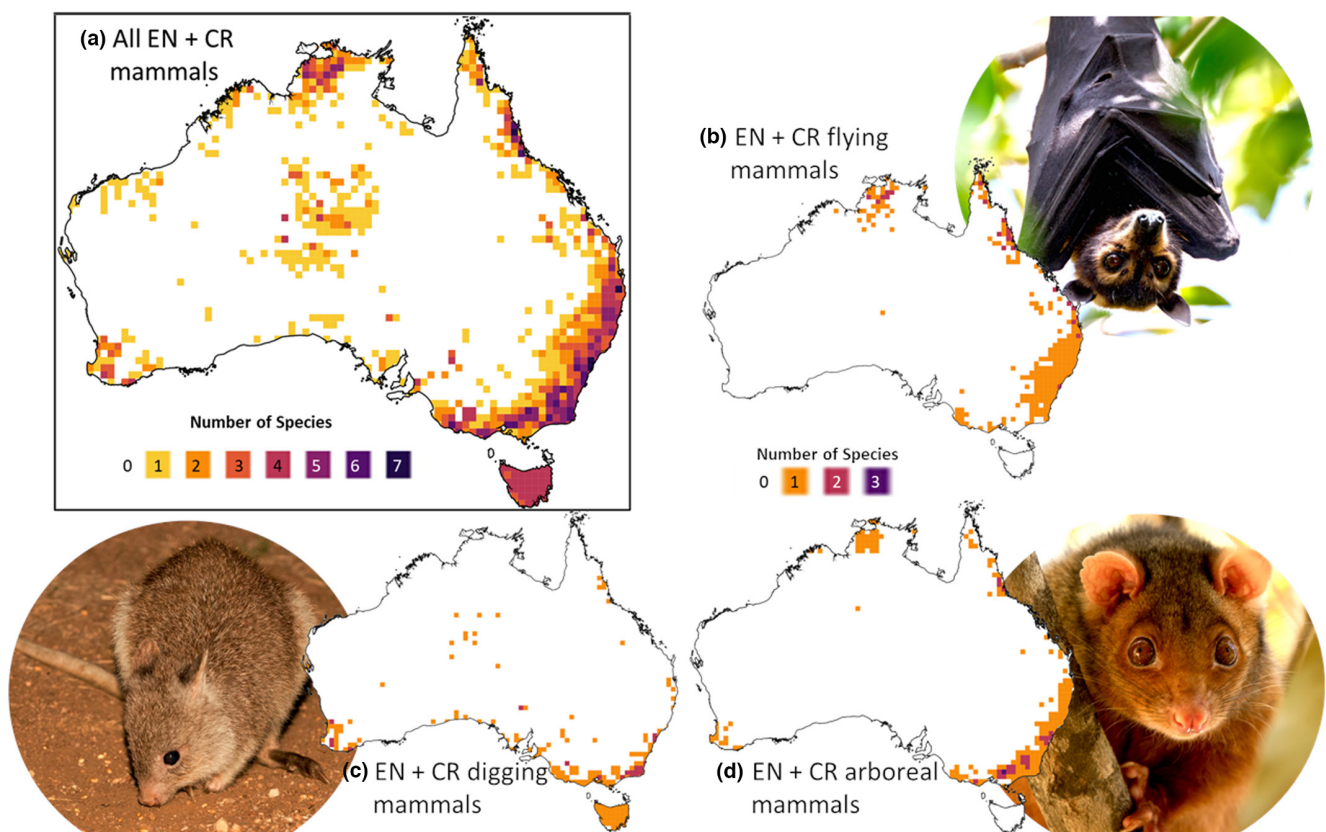 (a) All EN + CR
mammals
Number of Species
0 1 2 3 4 5 6 7
(b) EN + CR flying
mammals
Number of Species
0 1 2 3
(c) EN + CR digging
mammals
(d) EN + CR arboreal
mammals